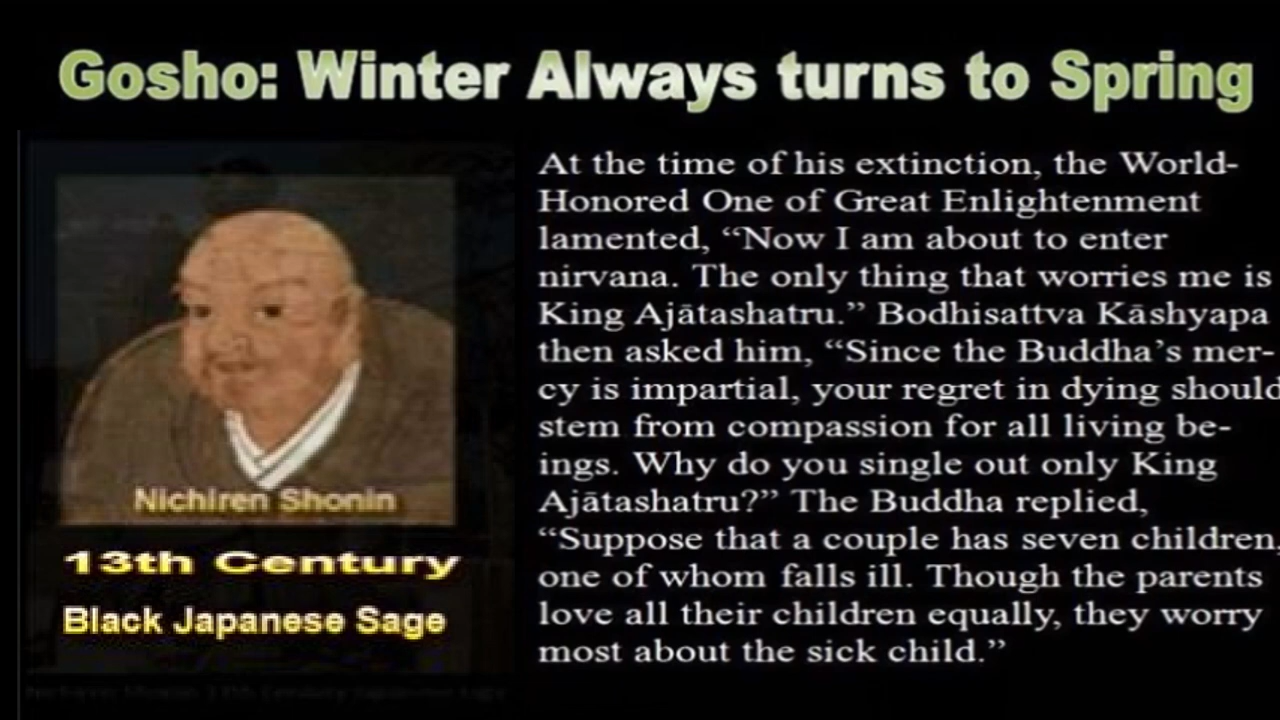 Gosho: Winter Always turns to Spring
Nichiren Shonin
13th Century
Black Japanese Sage
At the time of his extinction, the World-
Honored One of Great Enlightenment
lamented, “Now I am about to enter
nirvana. The only thing that worries me is
King Ajātashatru.” Bodhisattva Kāshyapa
then asked him, “Since the Buddha’s mer-
cy is impartial, your regret in dying should
stem from compassion for all living be-
ings. Why do you single out only King
Ajātashatru?” The Buddha replied,
“Suppose that a couple has seven children,
one of whom falls ill. Though the parents
love all their children equally, they worry
most about the sick child.”